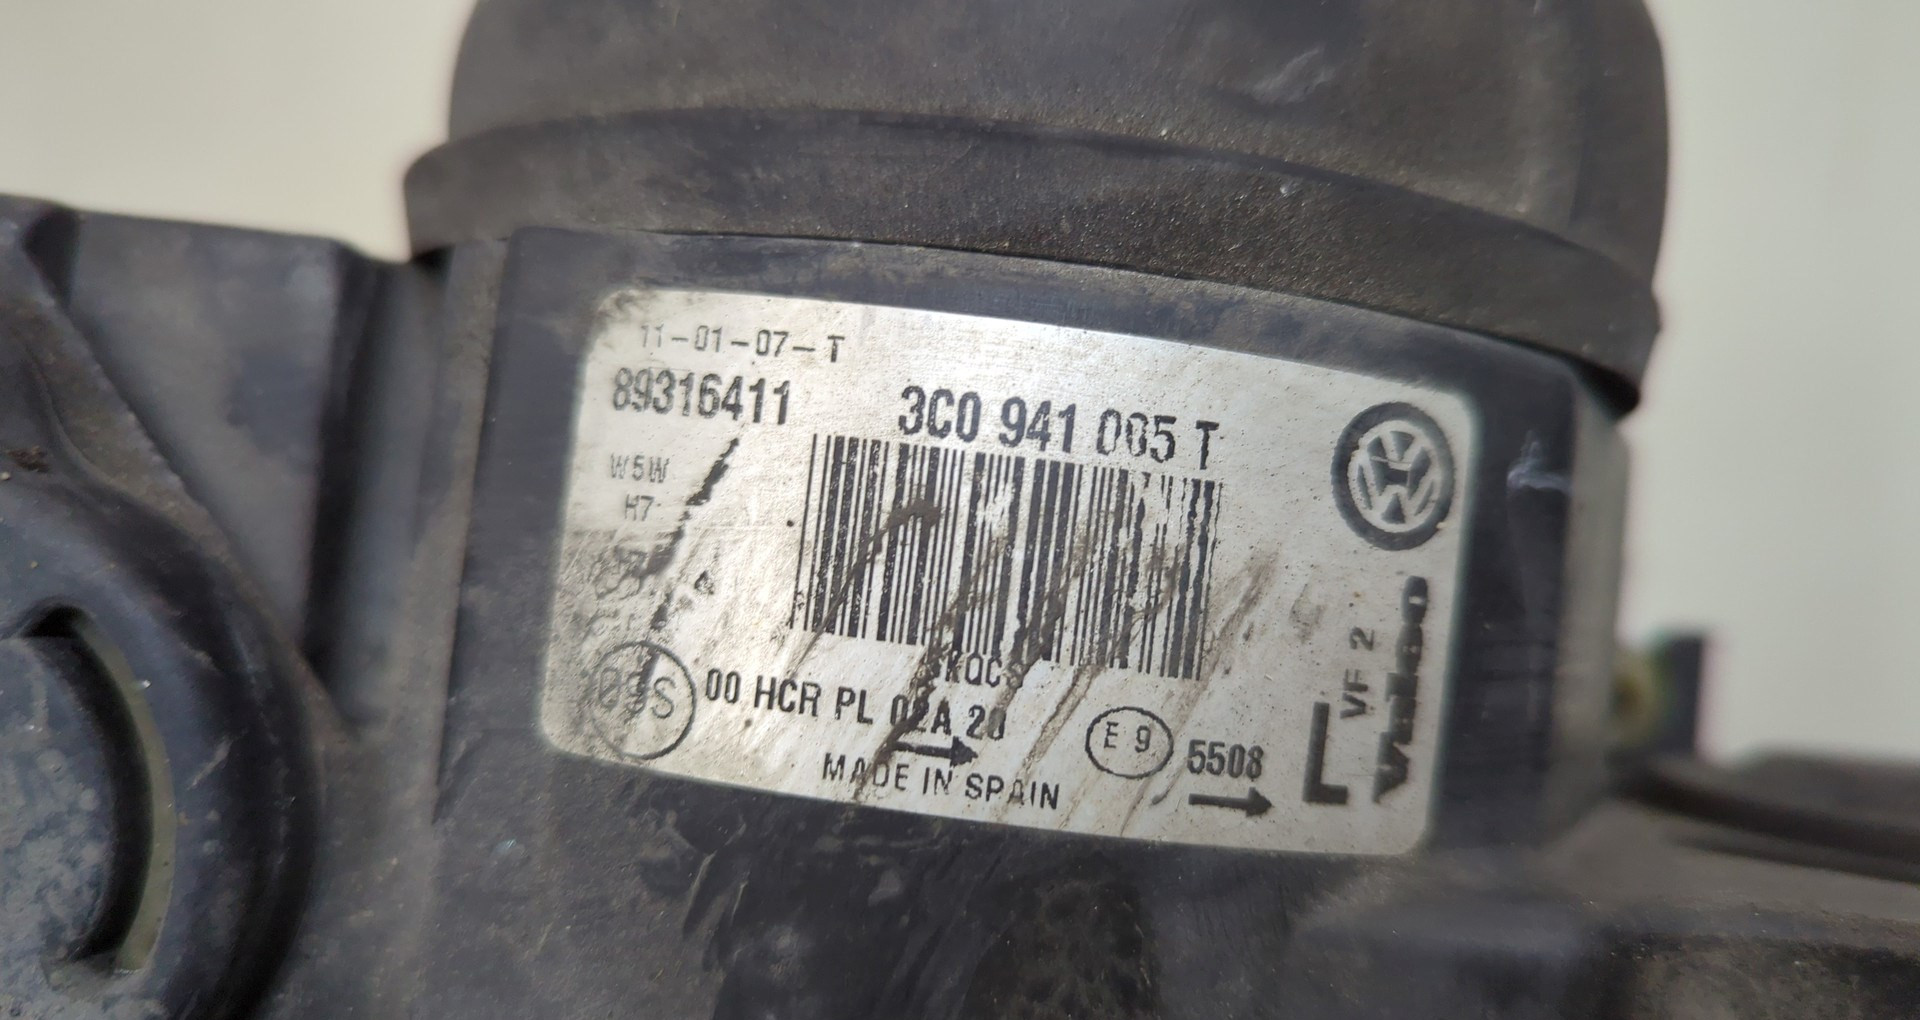 11-01-07-T
89316411
3C0 941 005 T
W5W
H7
00 HCR PL 02A 20
MADE IN SPAIN
E 9
5508
L
VF 2
Valeo